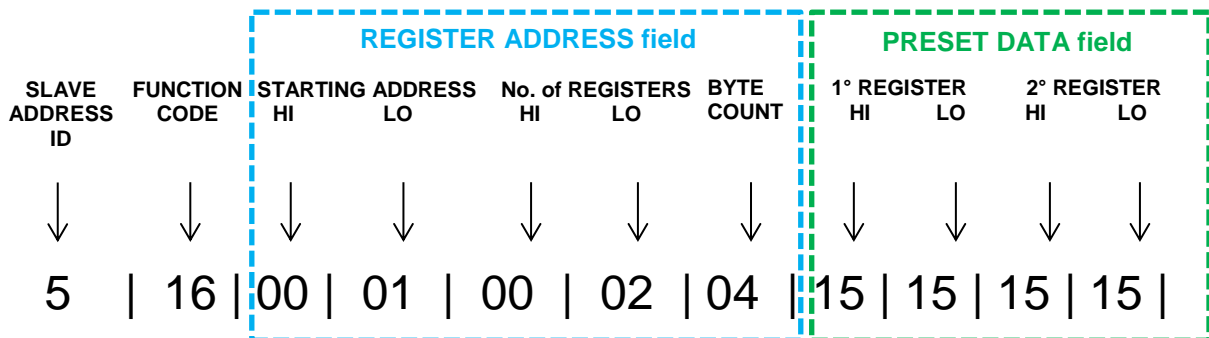 REGISTER ADDRESS field PRESET DATA field
SLAVE FUNCTION STARTING ADDRESS No. of REGISTERS BYTE 1° REGISTER 2° REGISTER
ADDRESS CODE HI LO HI LO COUNT HI LO HI LO
ID
5 | 16 | 00 | 01 | 00 | 02 | 04 | 15 | 15 | 15 | 15 |